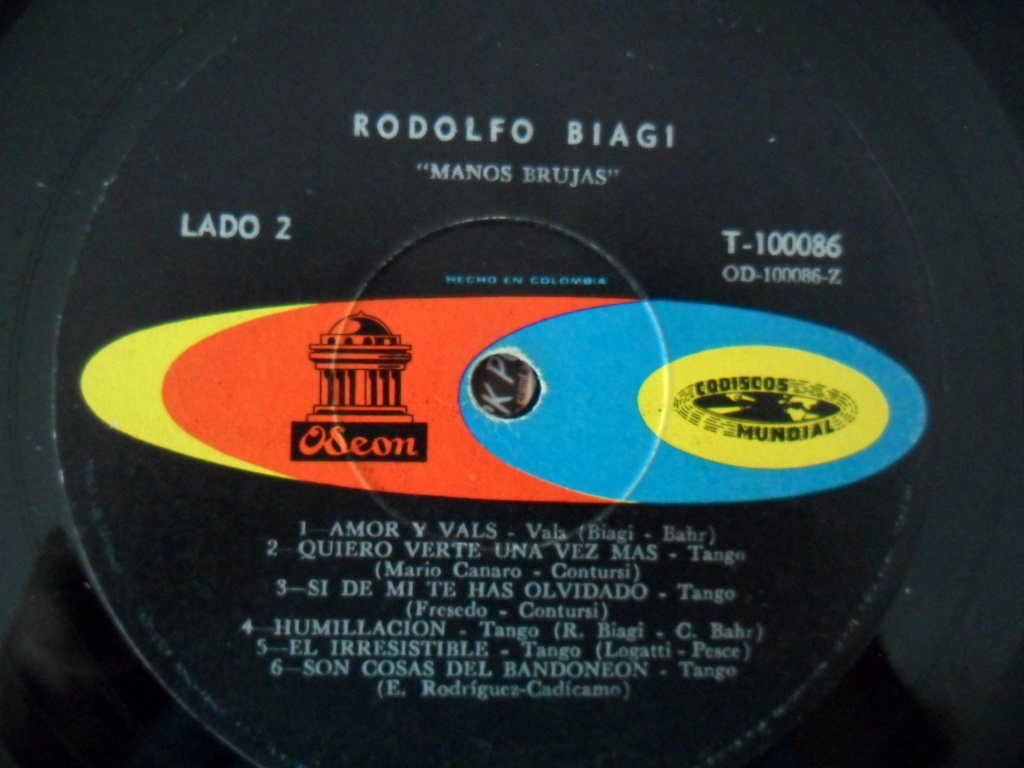 RODOLFO BIAGI
"MANOS BRUJAS"
LADO 2
T-100086
OD-100086-Z
HECHO EN COLOMBIA
Odeon
CODISCOS
MUNDIAL
1—AMOR Y VALS - Vals (Biagi - Bahr)
2—QUIERO VERTE UNA VEZ MAS - Tango
(Mario Canaro - Contursi)
3—SI DE MI TE HAS OLVIDADO - Tango
(Fresedo - Contursi)
4—HUMILLACION - Tango (R. Biagi - C. Bahr)
5—EL IRRESISTIBLE - Tango (Logatti - Pesce)
6—SON COSAS DEL BANDONEON - Tango
(E. Rodríguez-Cadícamo)